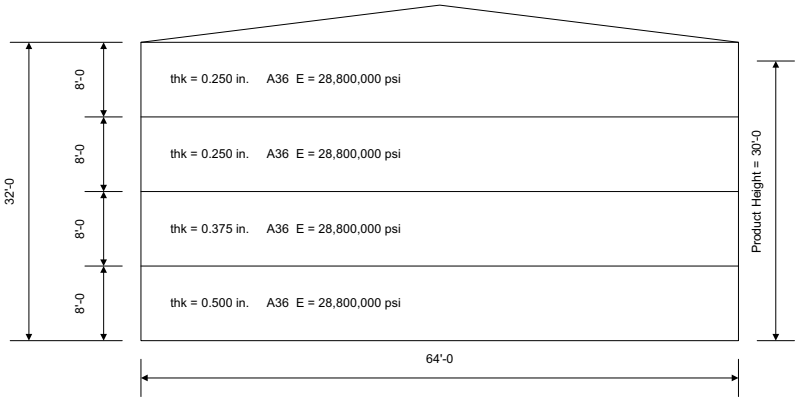 thk = 0.250 in. A36 E = 28,800,000 psi
8'-0
thk = 0.250 in. A36 E = 28,800,000 psi
8'-0
32'-0
Product Height = 30'-0
thk = 0.375 in. A36 E = 28,800,000 psi
8'-0
thk = 0.500 in. A36 E = 28,800,000 psi
8'-0
64'-0